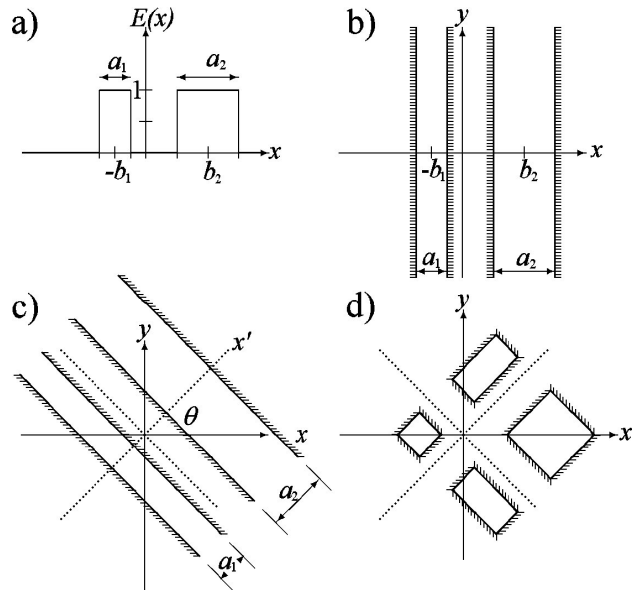 a) E(x)
a₁ a₂
1
x
-b₁ b₂
b) y
x
-b₁ b₂
a₁ a₂
c) y
x'
θ
x
a₂
a₁
d) y
x